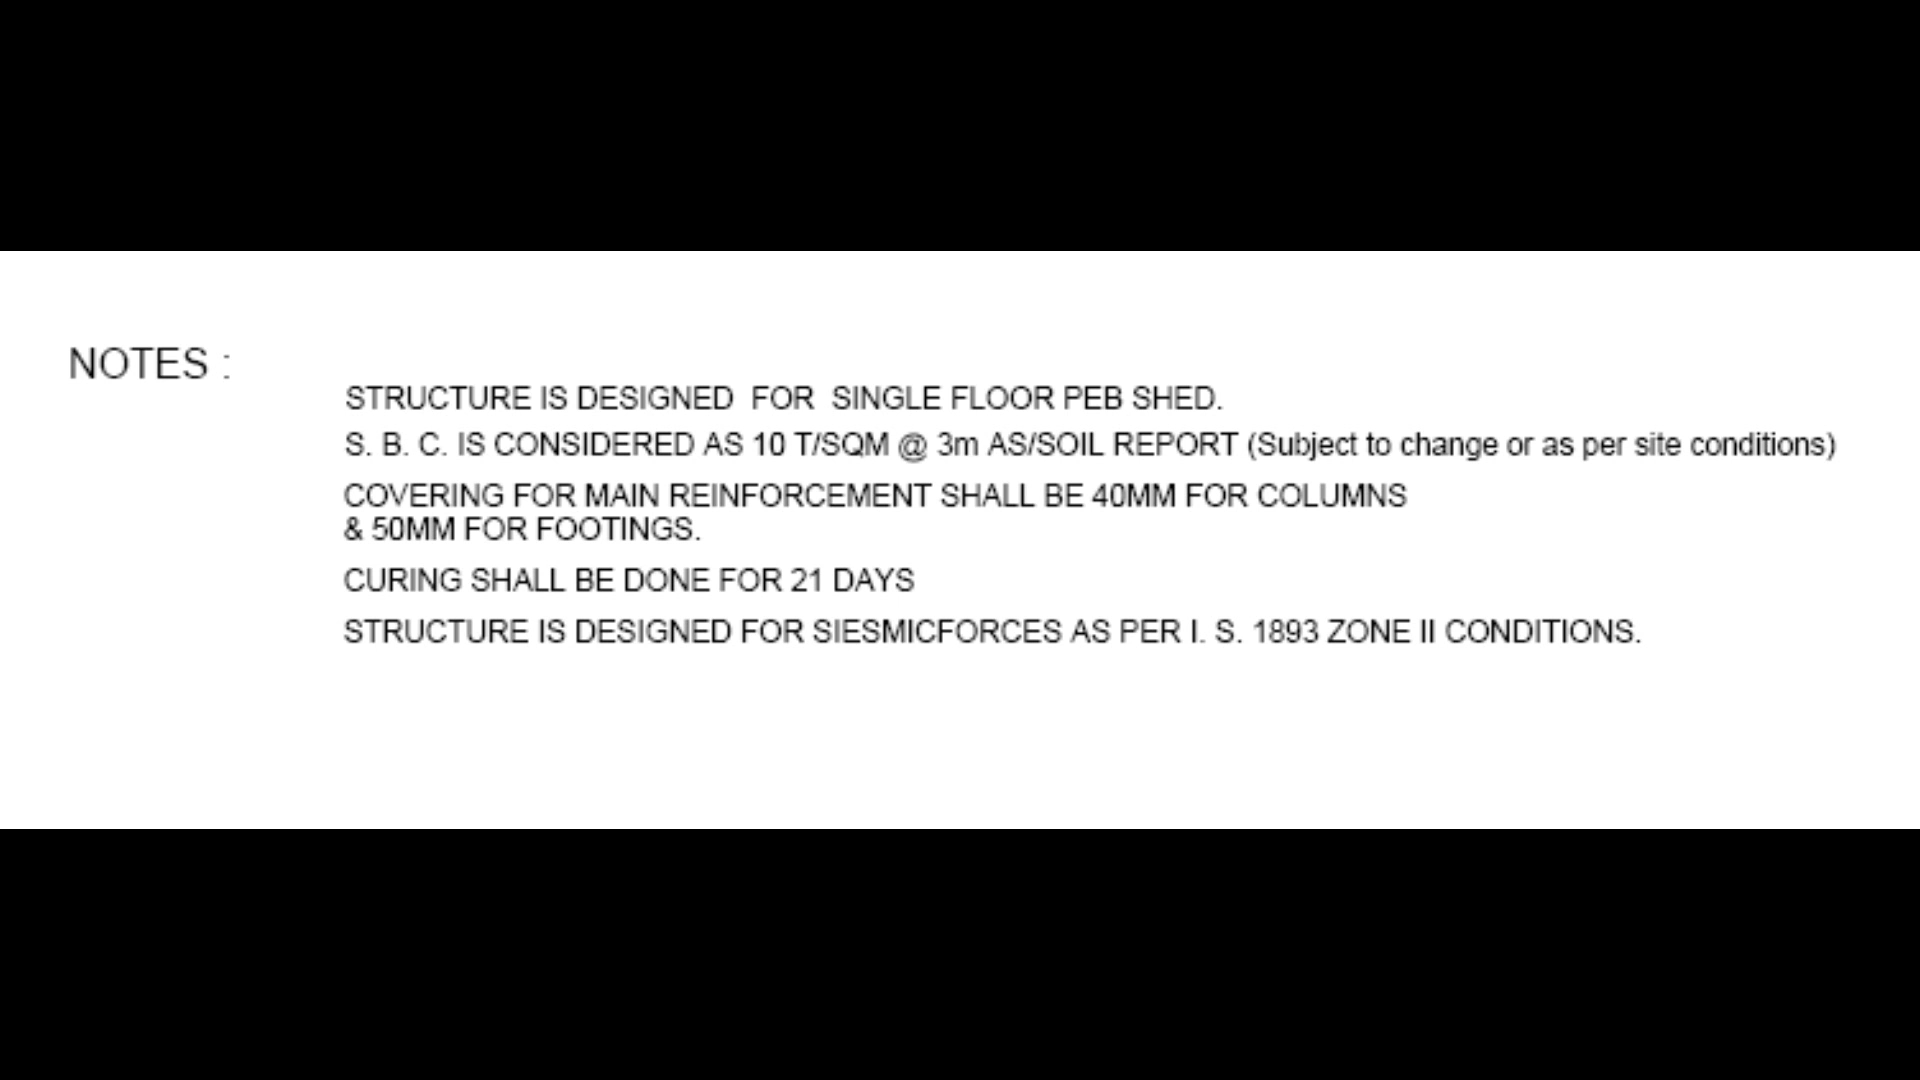 NOTES :
STRUCTURE IS DESIGNED  FOR  SINGLE FLOOR PEB SHED.
S. B. C. IS CONSIDERED AS 10 T/SQM @ 3m AS/SOIL REPORT (Subject to change or as per site conditions)
COVERING FOR MAIN REINFORCEMENT SHALL BE 40MM FOR COLUMNS
& 50MM FOR FOOTINGS.
CURING SHALL BE DONE FOR 21 DAYS
STRUCTURE IS DESIGNED FOR SIESMICFORCES AS PER I. S. 1893 ZONE II CONDITIONS.